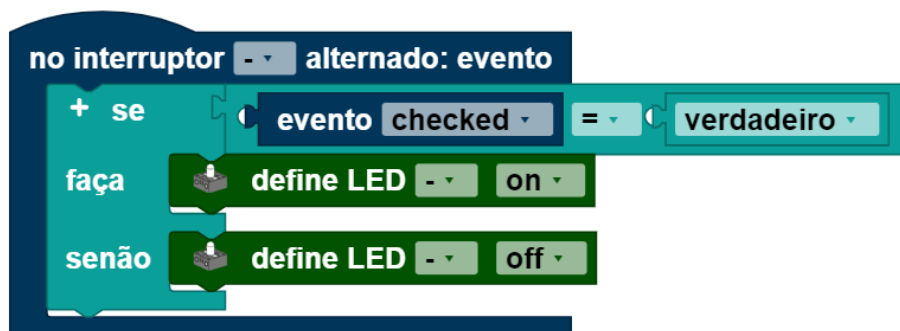 no interruptor - alternado: evento
+ se evento checked = verdadeiro
faça define LED - on
senão define LED - off